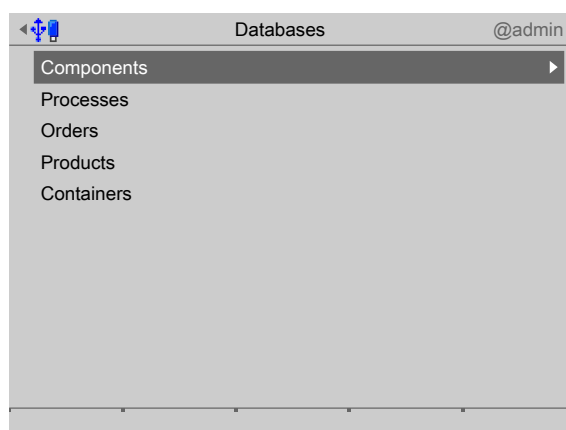 Databases @admin
Components
Processes
Orders
Products
Containers